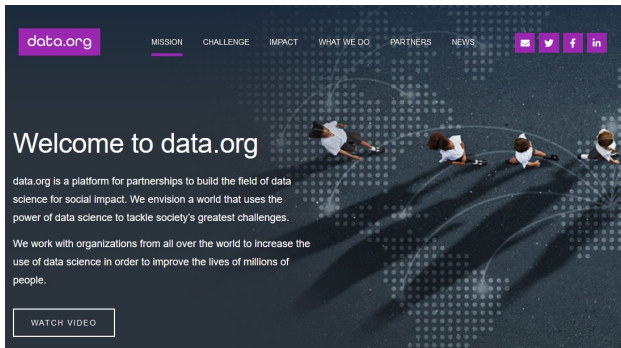 data.org
MISSION CHALLENGE IMPACT WHAT WE DO PARTNERS NEWS
Welcome to data.org
data.org is a platform for partnerships to build the field of data
science for social impact. We envision a world that uses the
power of data science to tackle society's greatest challenges.
We work with organizations from all over the world to increase the
use of data science in order to improve the lives of millions of
people.
WATCH VIDEO